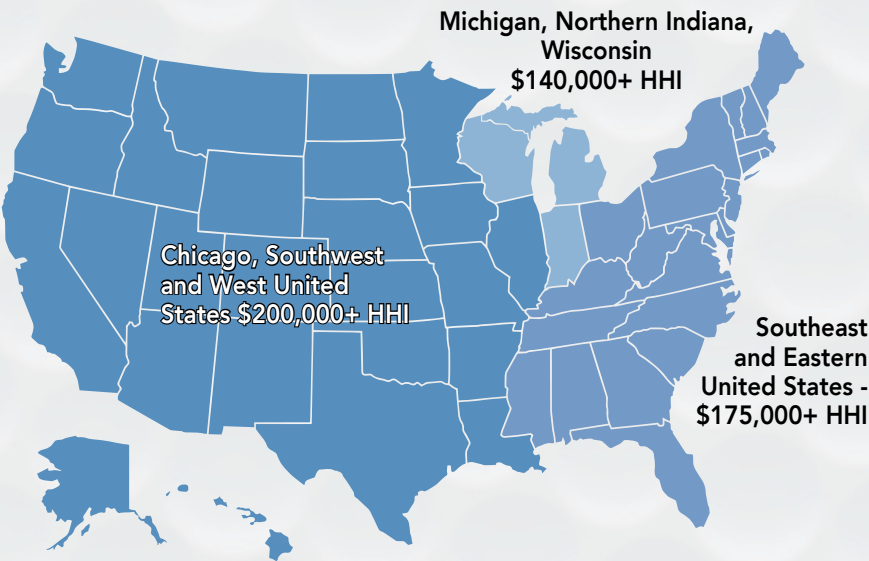 Michigan, Northern Indiana,
Wisconsin
$140,000+ HHI
Chicago, Southwest
and West United
States $200,000+ HHI
Southeast
and Eastern
United States -
$175,000+ HHI